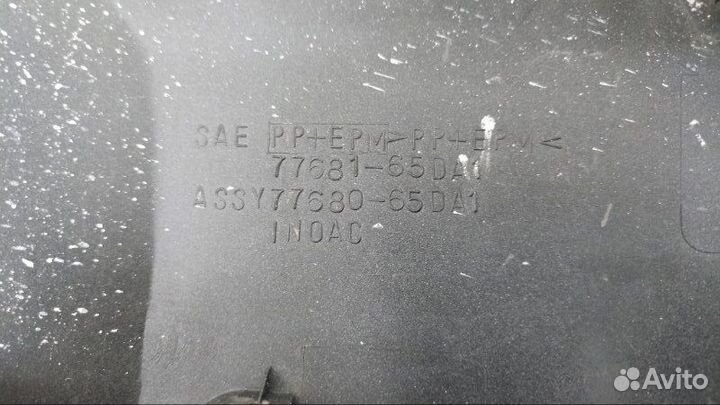 SAE PP+EPM >PP+EPM<
77681-65DA1
ASSY77680-65DA1
INOAC
Avito